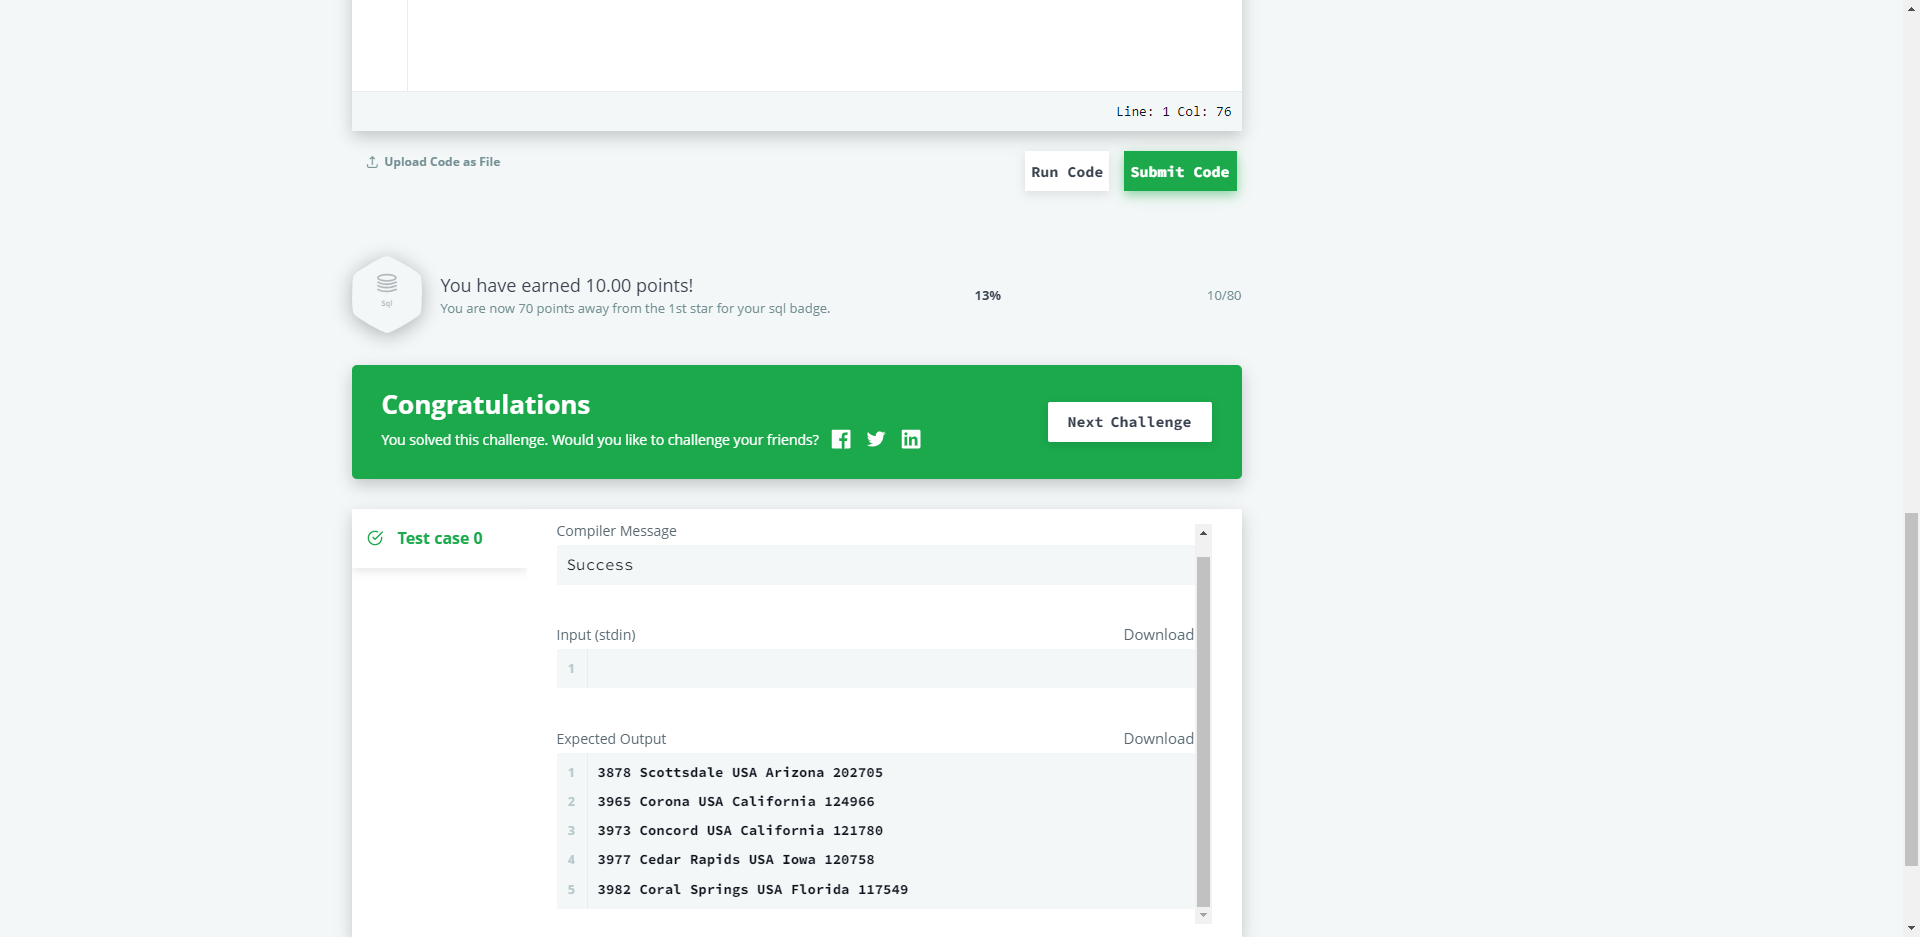 Line: 1 Col: 76
Upload Code as File
Run Code
Submit Code
Sql
You have earned 10.00 points!
You are now 70 points away from the 1st star for your sql badge.
13%
10/80
Congratulations
You solved this challenge. Would you like to challenge your friends?
Next Challenge
Test case 0
Compiler Message
Success
Input (stdin)
Download
1
Expected Output
Download
1 3878 Scottsdale USA Arizona 202705
2 3965 Corona USA California 124966
3 3973 Concord USA California 121780
4 3977 Cedar Rapids USA Iowa 120758
5 3982 Coral Springs USA Florida 117549